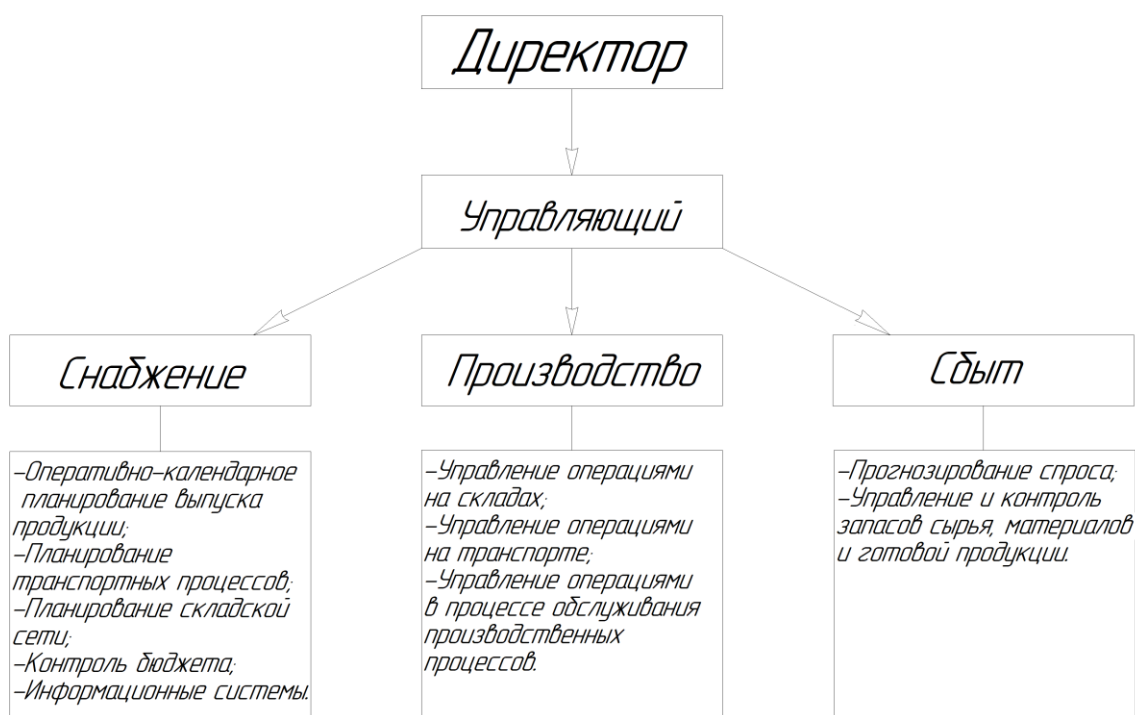 Директор
Управляющий
Снабжение
Производство
Сбыт
-Оперативно-календарное
планирование выпуска
продукции;
-Планирование
транспортных процессов;
-Планирование складской
сети;
-Контроль бюджета;
-Информационные системы.
-Управление операциями
на складах;
-Управление операциями
на транспорте;
-Управление операциями
в процессе обслуживания
производственных
процессов.
-Прогнозирование спроса;
-Управление и контроль
запасов сырья, материалов
и готовой продукции.